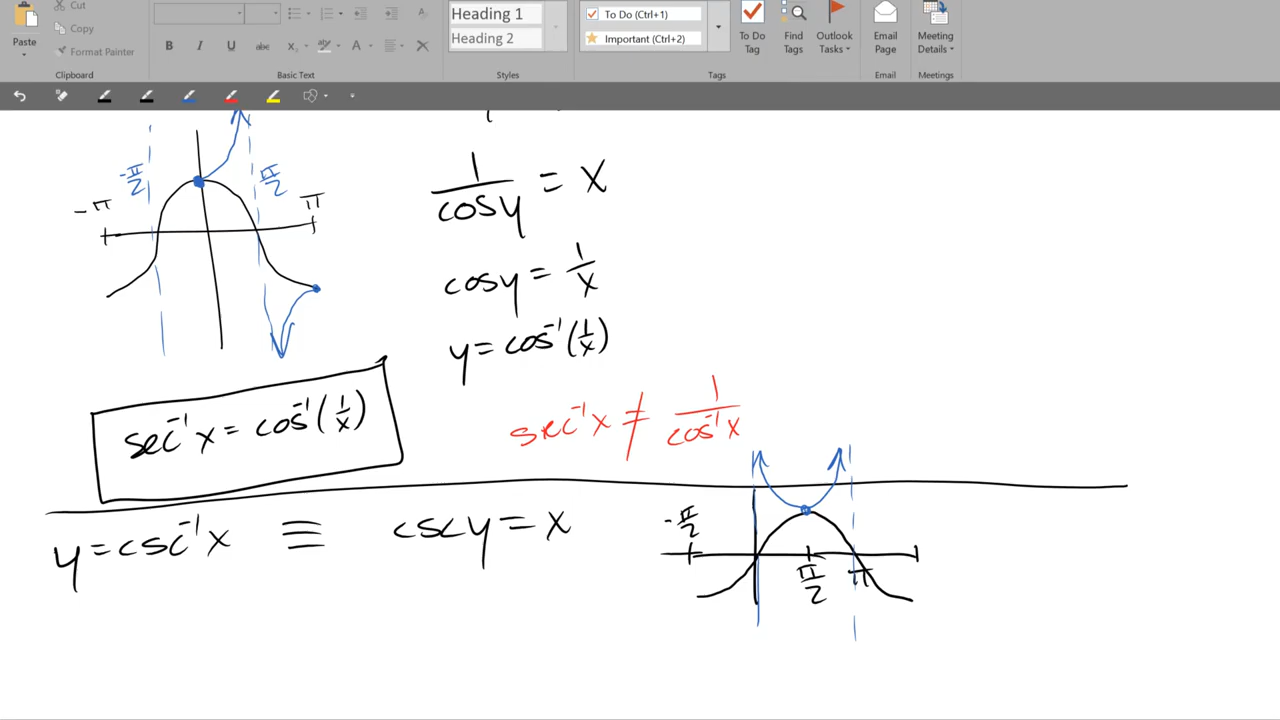 Cut
Copy
Paste
Format Painter
Clipboard
B I U abc x₂ A
Basic Text
Heading 1
Heading 2
Styles
To Do (Ctrl+1)
Important (Ctrl+2)
To Do Tag
Find Tags
Outlook Tasks
Tags
Email Page
Email
Meeting Details
Meetings
-π/2
π/2
-π
π
1/cosy = x
cosy = 1/x
y = cos⁻¹(1/x)
sec⁻¹x = cos⁻¹(1/x)
sec⁻¹x ≠ 1/cos⁻¹x
y = csc⁻¹x ≡ cscy = x
-π/2
π/2
π